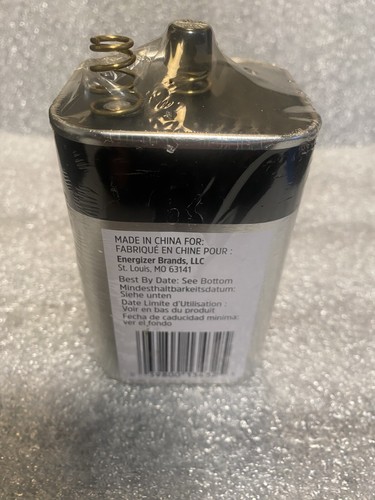 MADE IN CHINA FOR:
FABRIQUÉ EN CHINE POUR :
Energizer Brands, LLC
St. Louis, MO 63141
Best By Date: See Bottom
Mindesthaltbarkeitsdatum:
Siehe unten
Date Limite d'Utilisation :
Voir en bas du produit
Fecha de caducidad mínima:
ver el fondo